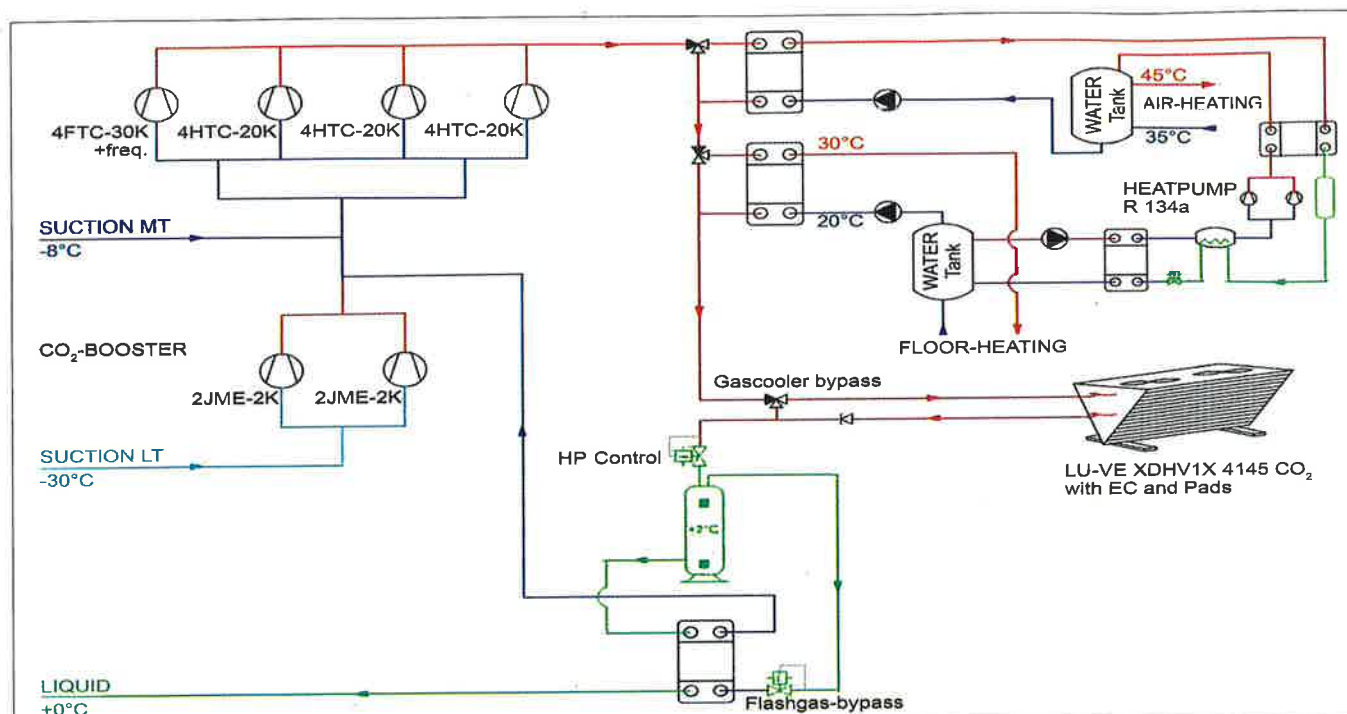 4FTC-30K
+freq.
4HTC-20K
4HTC-20K
4HTC-20K
SUCTION MT
-8°C
CO₂-BOOSTER
2JME-2K
2JME-2K
SUCTION LT
-30°C
WATER
Tank
45°C
AIR-HEATING
35°C
30°C
HEATPUMP
R 134a
20°C
WATER
Tank
FLOOR-HEATING
Gascooler bypass
HP Control
LU-VE XDHV1X 4145 CO₂
with EC and Pads
+2°C
LIQUID
+0°C
Flashgas-bypass